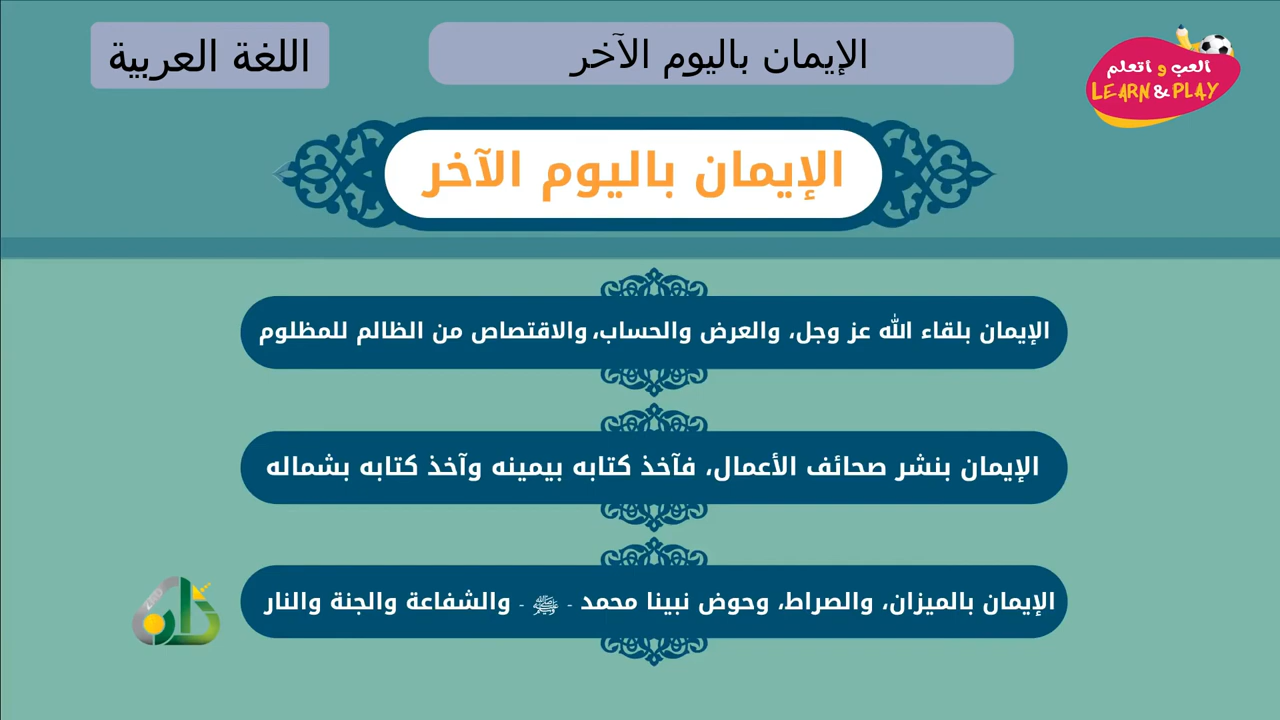 اللغة العربية
الإيمان باليوم الآخر
العب و اتعلم
LEARN & PLAY
الإيمان باليوم الآخر
الإيمان بلقاء الله عز وجل، والعرض والحساب، والاقتصاص من الظالم للمظلوم
الإيمان بنشر صحائف الأعمال، فآخذ كتابه بيمينه وآخذ كتابه بشماله
الإيمان بالميزان، والصراط، وحوض نبينا محمد - ﷺ - والشفاعة والجنة والنار